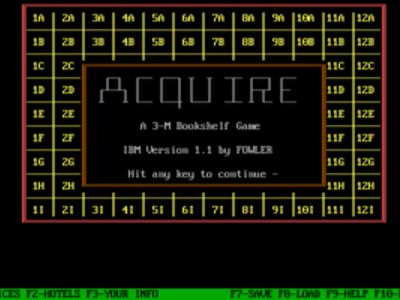 1A 2A 3A 4A 5A 6A 7A 8A 9A 10A 11A 12A
1B 2B 3B 4B 5B 6B 7B 8B 9B 10B 11B 12B
1C 2C 11C 12C
1D 2D ACQUIRE 11D 12D
1E 2E A 3-M Bookshelf Game 11E 12E
1F 2F IBM Version 1.1 by FOWLER 11F 12F
1G 2G 11G 12G
1H 2H Hit any key to continue - 11H 12H
1I 2I 3I 4I 5I 6I 7I 8I 9I 10I 11I 12I
ICES F2-HOTELS F3-YOUR INFO F7-SAVE F8-LOAD F9-HELP F10-